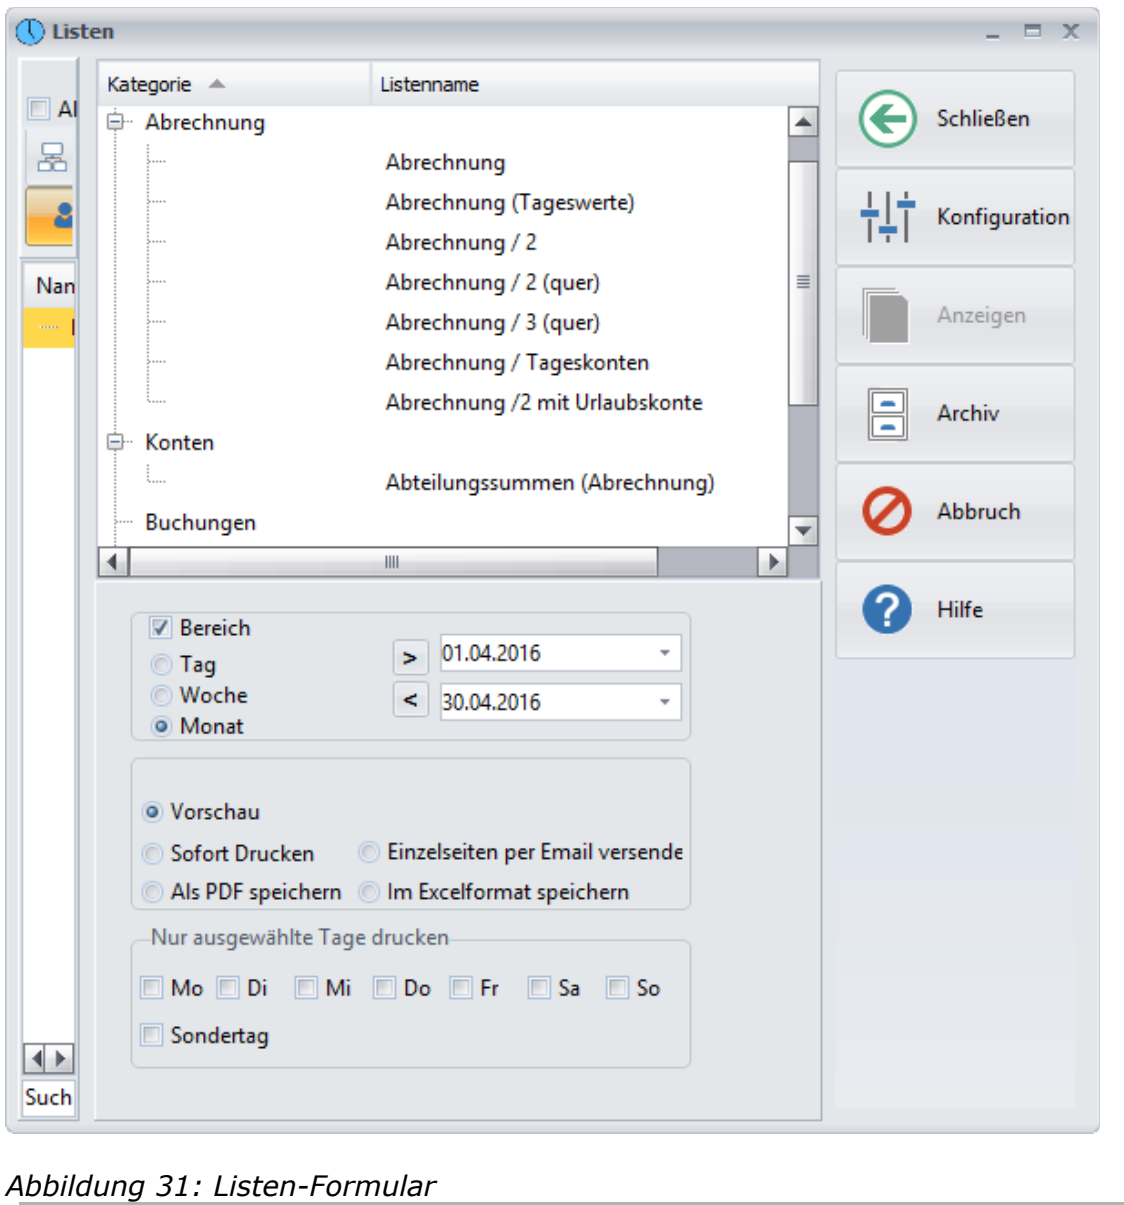 Listen
Al
Nam
Such
Kategorie
Listenname
Abrechnung
Abrechnung
Abrechnung (Tageswerte)
Abrechnung / 2
Abrechnung / 2 (quer)
Abrechnung / 3 (quer)
Abrechnung / Tageskonten
Abrechnung /2 mit Urlaubskonte
Konten
Abteilungssummen (Abrechnung)
Buchungen
Bereich
Tag
Woche
Monat
> 01.04.2016
< 30.04.2016
Vorschau
Sofort Drucken
Einzelseiten per Email versende
Als PDF speichern
Im Excelformat speichern
Nur ausgewählte Tage drucken
Mo Di Mi Do Fr Sa So
Sondertag
Schließen
Konfiguration
Anzeigen
Archiv
Abbruch
Hilfe
Abbildung 31: Listen-Formular